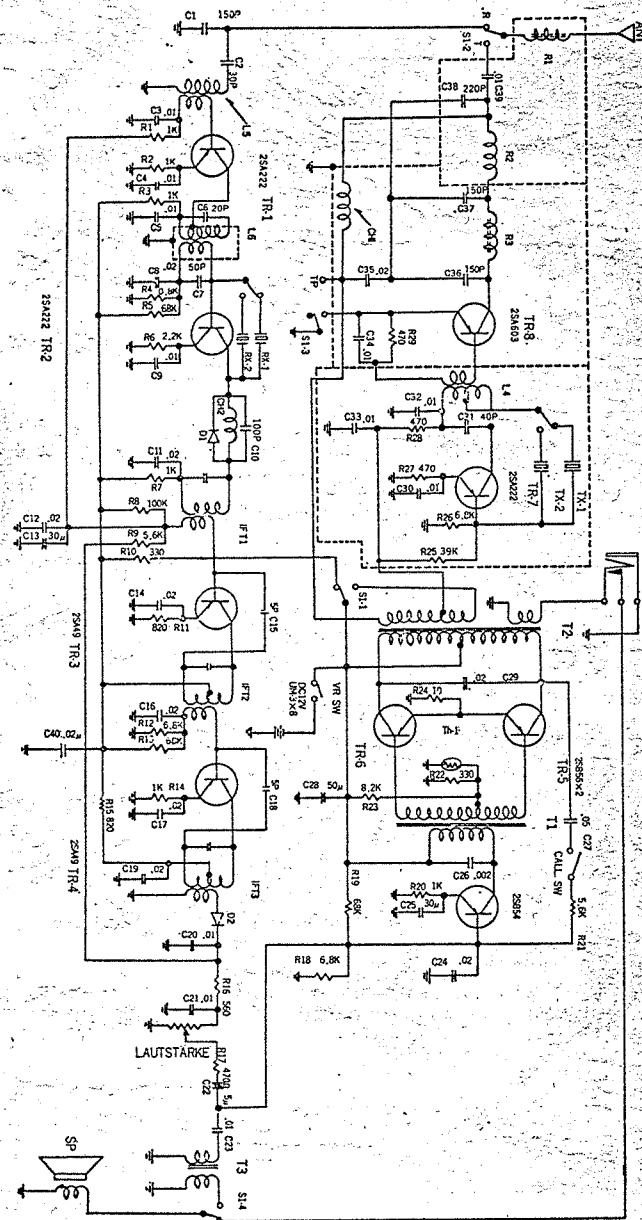 ANT
R1
C1 150P
.R
S1-2
T
C2 30P
.01 C39
C38 220P
R2
L5
C3 .01
R1 1K
150P
C37
R3
CH1
R2 1K
C4 .01
R3 1K
.01
C5
2SA222 TR-1
C6 20P
L6
TP
C35 .02
C36 150P
2SA603
TR-8
S1-3
C34 .01
R29 470
C8 .02
50P
C7
R4 0.8K
R5 68K
2SA222 TR-2
RX-1
RX-2
R6 2.2K
.01
C9
L4
C32 .01
C33 .01
470
R28
C31 40P
CH2
100P
C10
D1
R27 470
C30 .01
2SA222
TR-7
TX-2
TX-1
R26 6.8K
C11 .02
1K
R7
R8 100K
R9 5.6K
R10 330
C12 .02
C13 30μ
IFT1
R25 39K
S1-1
T2
C14 .02
820 R11
5P
C15
2SA49 TR-3
DC12V
UM-3×8
VR SW
.02 C29
R24 10
Th-1
TR-6
TR-5
2SB56×2
IFT2
C16 .02
R12 6.8K
R13 68K
C40 .02μ
R22 330
8.2K
R23
C28 50μ
T1
.05 C27
CALL SW
1K R14
.02
C17
5P
C18
R15 820
2SA49 TR-4
C19 .02
IFT3
C26 .002
R20 1K
C25 30μ
2SB54
R19
68K
5.6K
R21
D2
C20 .01
R18 6.8K
C24 .02
R16
560
C21 .01
LAUTSTÄRKE
R17
4700
C22
5μ
.01
C23
T3
S1-4
SP